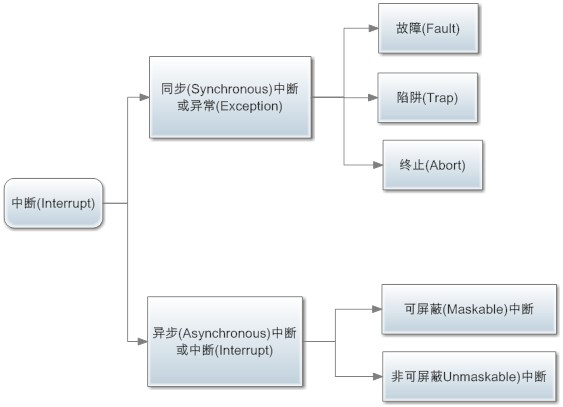 故障(Fault)
同步(Synchronous)中断
或异常(Exception)
陷阱(Trap)
终止(Abort)
中断(Interrupt)
异步(Asynchronous)中断
或中断(Interrupt)
可屏蔽(Maskable)中断
非可屏蔽Unmaskable)中断